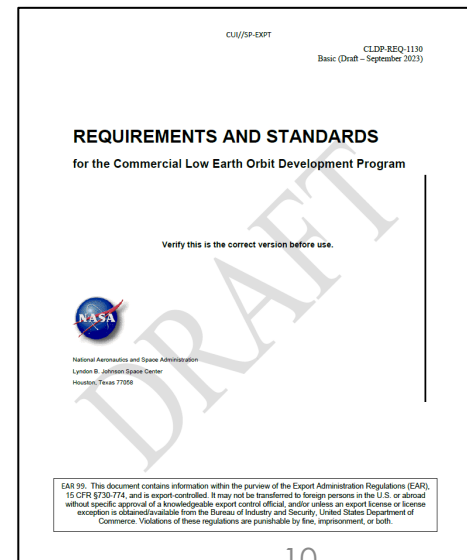 CUI//SP-EXPT
CLDP-REQ-1130
Basic (Draft – September 2023)
REQUIREMENTS AND STANDARDS
for the Commercial Low Earth Orbit Development Program
Verify this is the correct version before use.
DRAFT
NASA
National Aeronautics and Space Administration
Lyndon B. Johnson Space Center
Houston, Texas 77058
EAR 99. This document contains information within the purview of the Export Administration Regulations (EAR),
15 CFR §730-774, and is export-controlled. It may not be transferred to foreign persons in the U.S. or abroad
without specific approval of a knowledgeable export control official, and/or unless an export license or license
exception is obtained/available from the Bureau of Industry and Security, United States Department of
Commerce. Violations of these regulations are punishable by fine, imprisonment, or both.
10